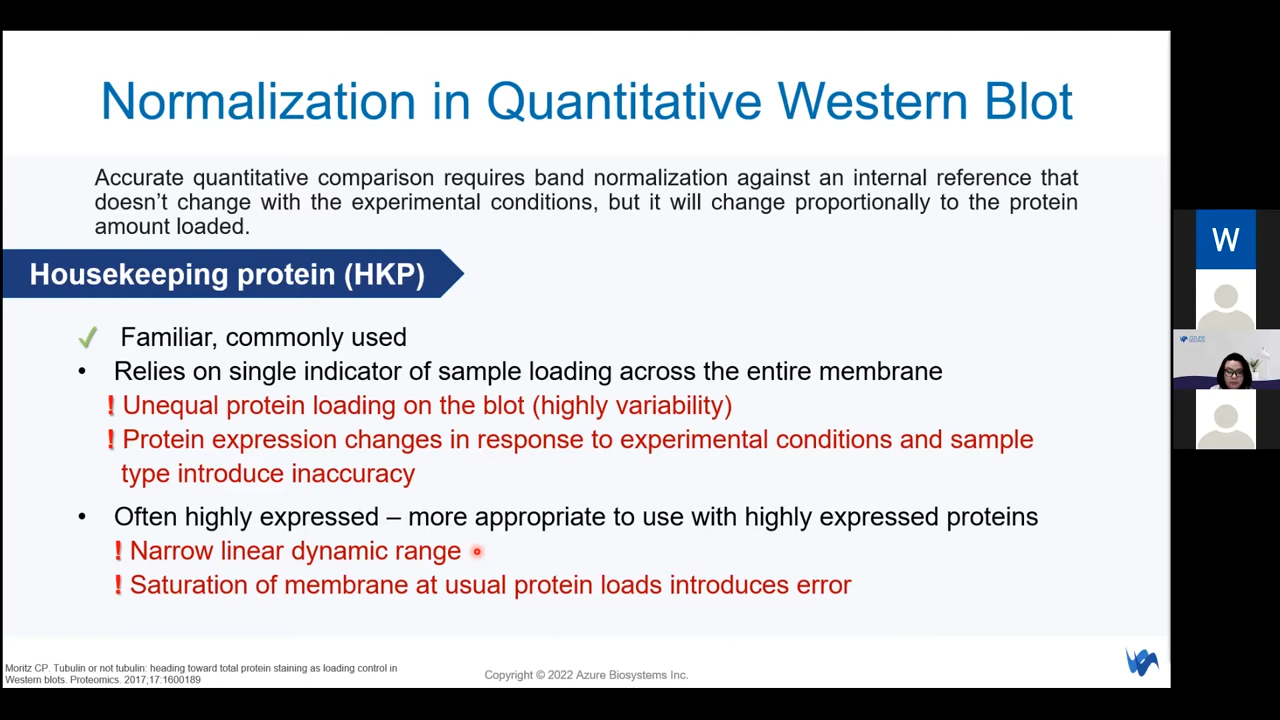 Normalization in Quantitative Western Blot
Accurate quantitative comparison requires band normalization against an internal reference that
doesn’t change with the experimental conditions, but it will change proportionally to the protein
amount loaded.
Housekeeping protein (HKP)
✓ Familiar, commonly used
• Relies on single indicator of sample loading across the entire membrane
! Unequal protein loading on the blot (highly variability)
! Protein expression changes in response to experimental conditions and sample
type introduce inaccuracy
• Often highly expressed – more appropriate to use with highly expressed proteins
! Narrow linear dynamic range
! Saturation of membrane at usual protein loads introduces error
Moritz CP. Tubulin or not tubulin: heading toward total protein staining as loading control in
Western blots. Proteomics. 2017;17:1600189
Copyright © 2022 Azure Biosystems Inc.
W
azure